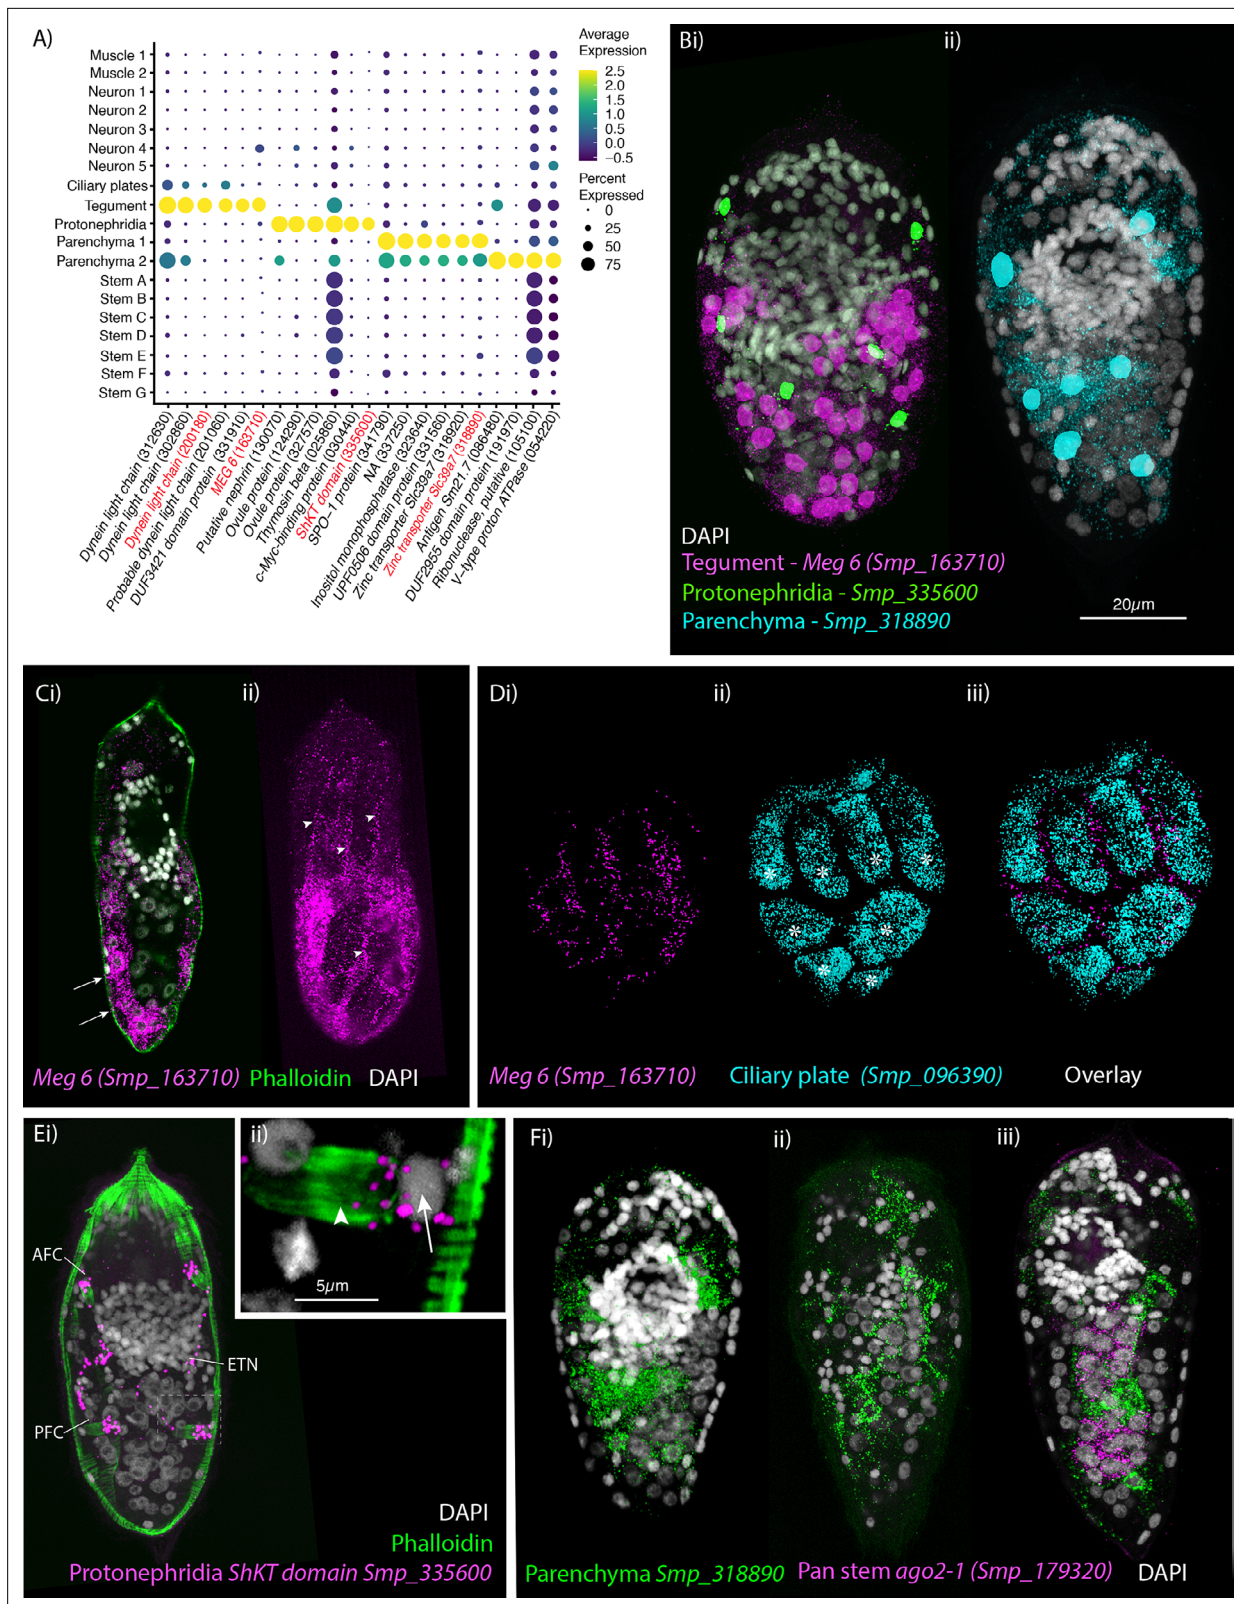 A)
Muscle 1
Muscle 2
Neuron 1
Neuron 2
Neuron 3
Neuron 4
Neuron 5
Ciliary plates
Tegument
Protonephridia
Parenchyma 1
Parenchyma 2
Stem A
Stem B
Stem C
Stem D
Stem E
Stem F
Stem G
Dynein light chain (312630)
Dynein light chain (302860)
Dynein light chain (200180)
Probable dynein light chain (201060)
DUF3421 domain protein (331910)
MEG 6 (163710)
Putative nephrin (130070)
Ovule protein (124290)
Ovule protein (327570)
Thymosin beta (025860)
c-Myc-binding protein (030440)
ShKT domain (335600)
SPO-1 protein (341790)
NA (337250)
Inositol monophosphatase (323640)
UPF0506 domain protein (331560)
Zinc transporter Slc39a7 (318920)
Zinc transporter Slc39a7 (318890)
Antigen Sm21.7 (086480)
DUF2955 domain protein (191970)
Ribonuclease, putative (105100)
V-type proton ATPase (054220)
Average
Expression
2.5
2.0
1.5
1.0
0.5
0.0
−0.5
Percent
Expressed
0
25
50
75
Bi)
ii)
DAPI
Tegument - Meg 6 (Smp_163710)
Protonephridia - Smp_335600
Parenchyma - Smp_318890
20µm
Ci)
ii)
Meg 6 (Smp_163710) Phalloidin DAPI
Di)
ii)
iii)
Meg 6 (Smp_163710)
Ciliary plate (Smp_096390)
Overlay
Ei)
ii)
AFC
ETN
PFC
5µm
DAPI
Phalloidin
Protonephridia ShKT domain Smp_335600
Fi)
ii)
iii)
Parenchyma Smp_318890 Pan stem ago2-1 (Smp_179320) DAPI